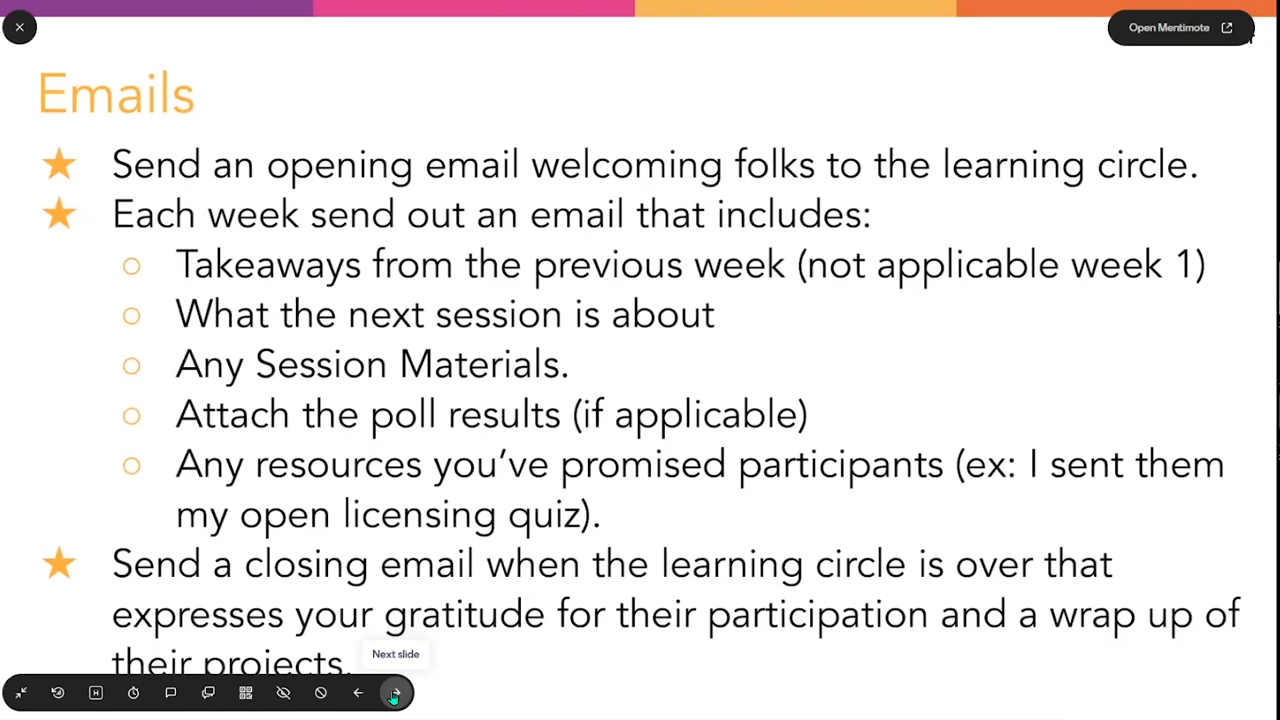 Open Mentimote
Emails
★ Send an opening email welcoming folks to the learning circle.
★ Each week send out an email that includes:
○ Takeaways from the previous week (not applicable week 1)
○ What the next session is about
○ Any Session Materials.
○ Attach the poll results (if applicable)
○ Any resources you’ve promised participants (ex: I sent them
my open licensing quiz).
★ Send a closing email when the learning circle is over that
expresses your gratitude for their participation and a wrap up of
their projects.
Next slide
H